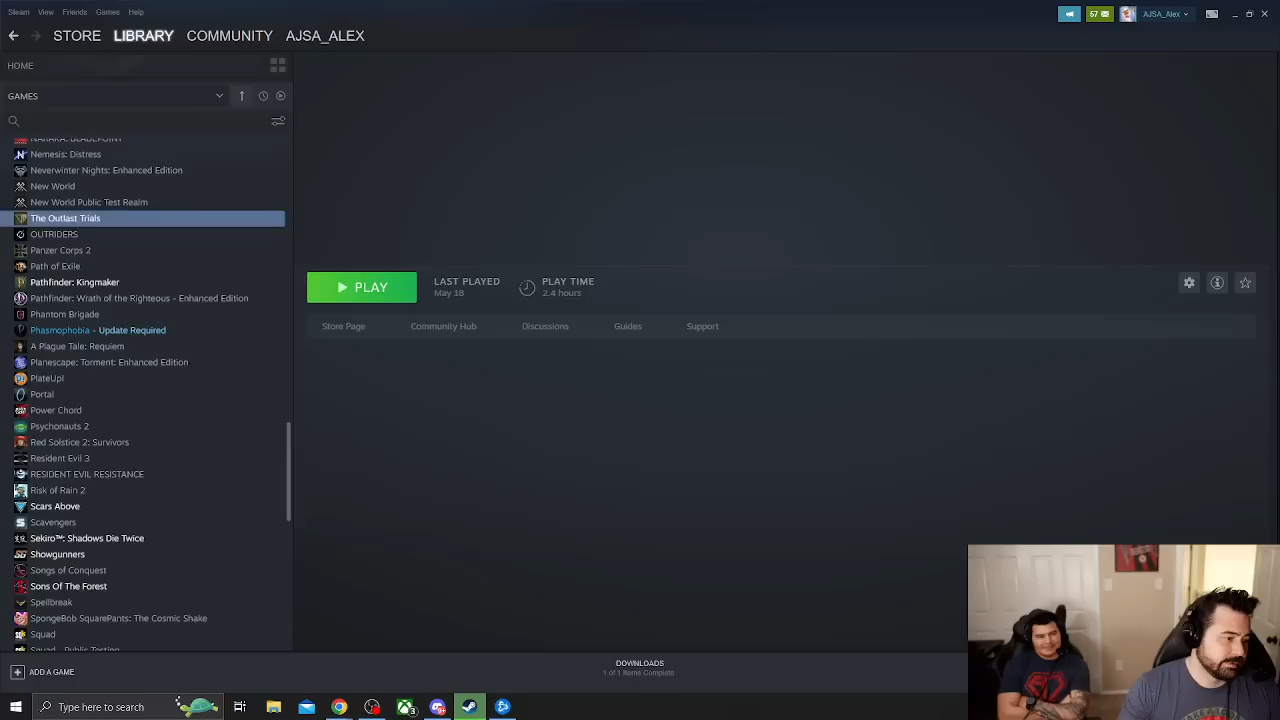 Steam View Friends Games Help
57
AJSA_Alex
STORE LIBRARY COMMUNITY AJSA_ALEX
HOME
GAMES
NARAKA: BLADEPOINT
Nemesis: Distress
Neverwinter Nights: Enhanced Edition
New World
New World Public Test Realm
The Outlast Trials
OUTRIDERS
Panzer Corps 2
Path of Exile
Pathfinder: Kingmaker
Pathfinder: Wrath of the Righteous - Enhanced Edition
Phantom Brigade
Phasmophobia - Update Required
A Plague Tale: Requiem
Planescape: Torment: Enhanced Edition
PlateUp!
Portal
Power Chord
Psychonauts 2
Red Solstice 2: Survivors
Resident Evil 3
RESIDENT EVIL RESISTANCE
Risk of Rain 2
Scars Above
Scavengers
Sekiro™: Shadows Die Twice
Showgunners
Songs of Conquest
Sons Of The Forest
Spellbreak
SpongeBob SquarePants: The Cosmic Shake
Squad
Squad - Public Testing
PLAY
LAST PLAYED
May 18
PLAY TIME
2.4 hours
Store Page Community Hub Discussions Guides Support
ADD A GAME
DOWNLOADS
1 of 1 Items Complete
Type here to search